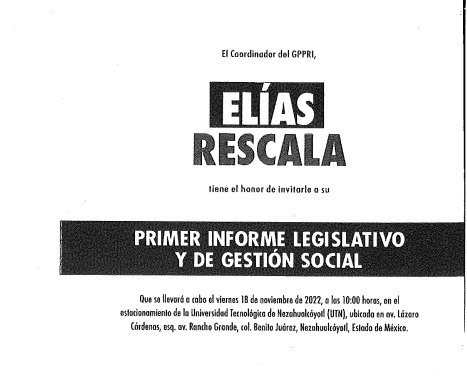 El Coordinador del GPPRI,
ELÍAS
RESCALA
tiene el honor de invitarle a su
PRIMER INFORME LEGISLATIVO
Y DE GESTIÓN SOCIAL
Que se llevará a cabo el viernes 18 de noviembre de 2022, a las 10:00 horas, en el
estacionamiento de la Universidad Tecnológica de Nezahualcóyotl (UTN), ubicada en av. Lázaro
Cárdenas, esq. av. Rancho Grande, col. Benito Juárez, Nezahualcóyotl, Estado de México.